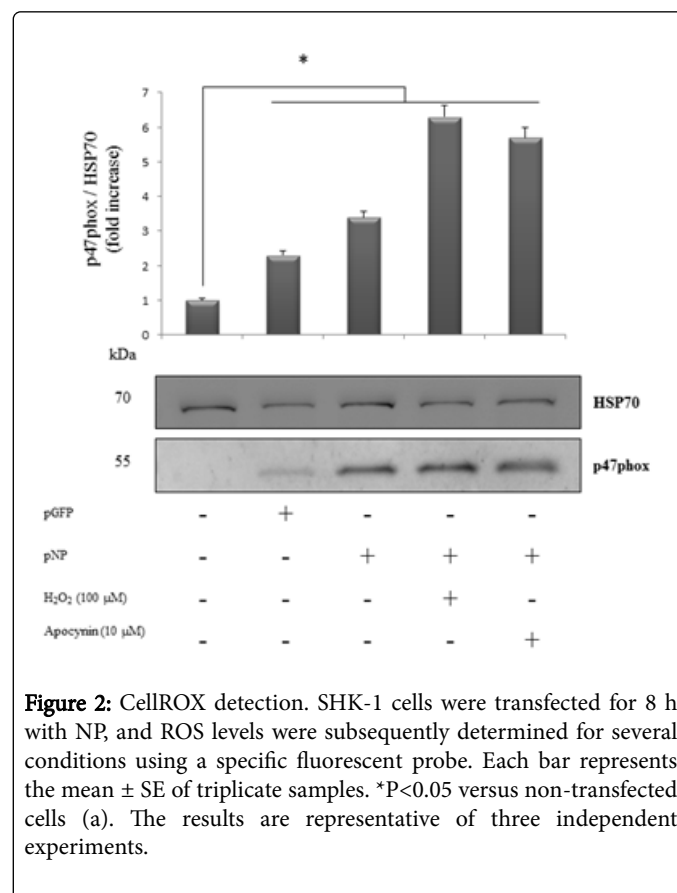 *
7
6
5
4
3
2
1
0
p47phox / HSP70
(fold increase)
kDa
70
HSP70
55
p47phox
pGFP - + - - -
pNP - - + + +
H₂O₂ (100 µM) - - - + -
Apocynin (10 µM) - - - - +
Figure 2: CellROX detection. SHK-1 cells were transfected for 8 h
with NP, and ROS levels were subsequently determined for several
conditions using a specific fluorescent probe. Each bar represents
the mean ± SE of triplicate samples. *P<0.05 versus non-transfected
cells (a). The results are representative of three independent
experiments.